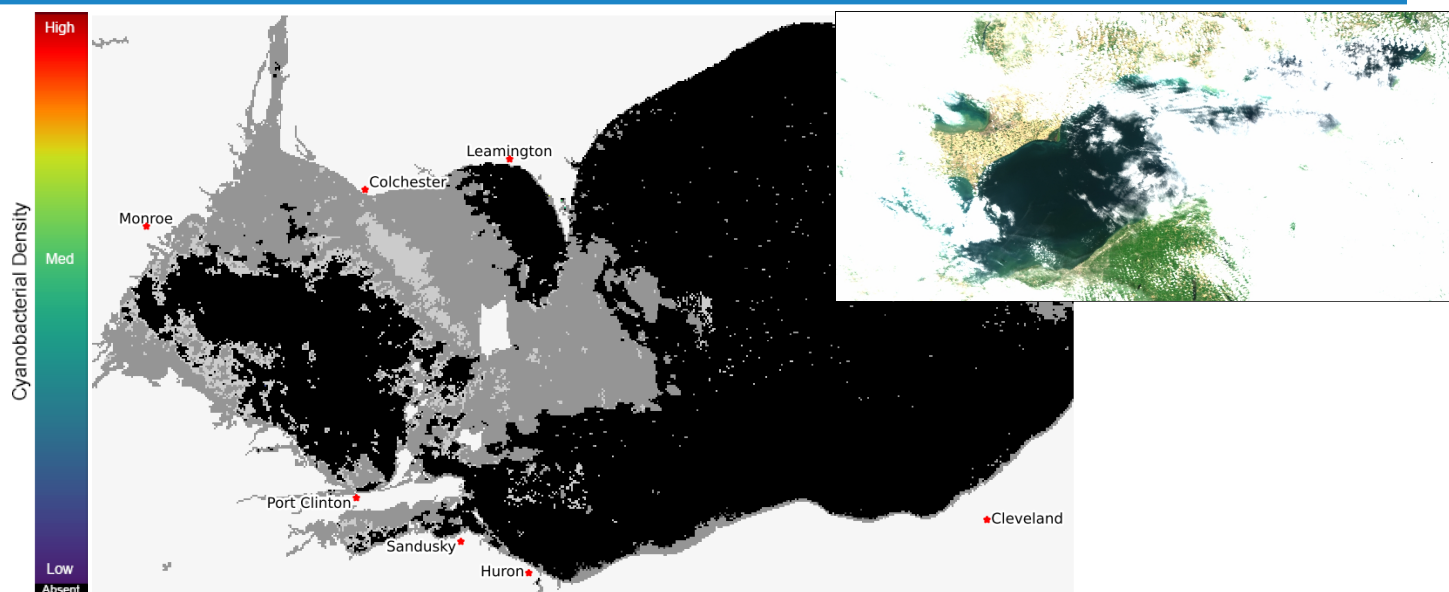 High
Med
Low
Absent
Cyanobacterial Density
Leamington
Colchester
Monroe
Port Clinton
Sandusky
Huron
Cleveland